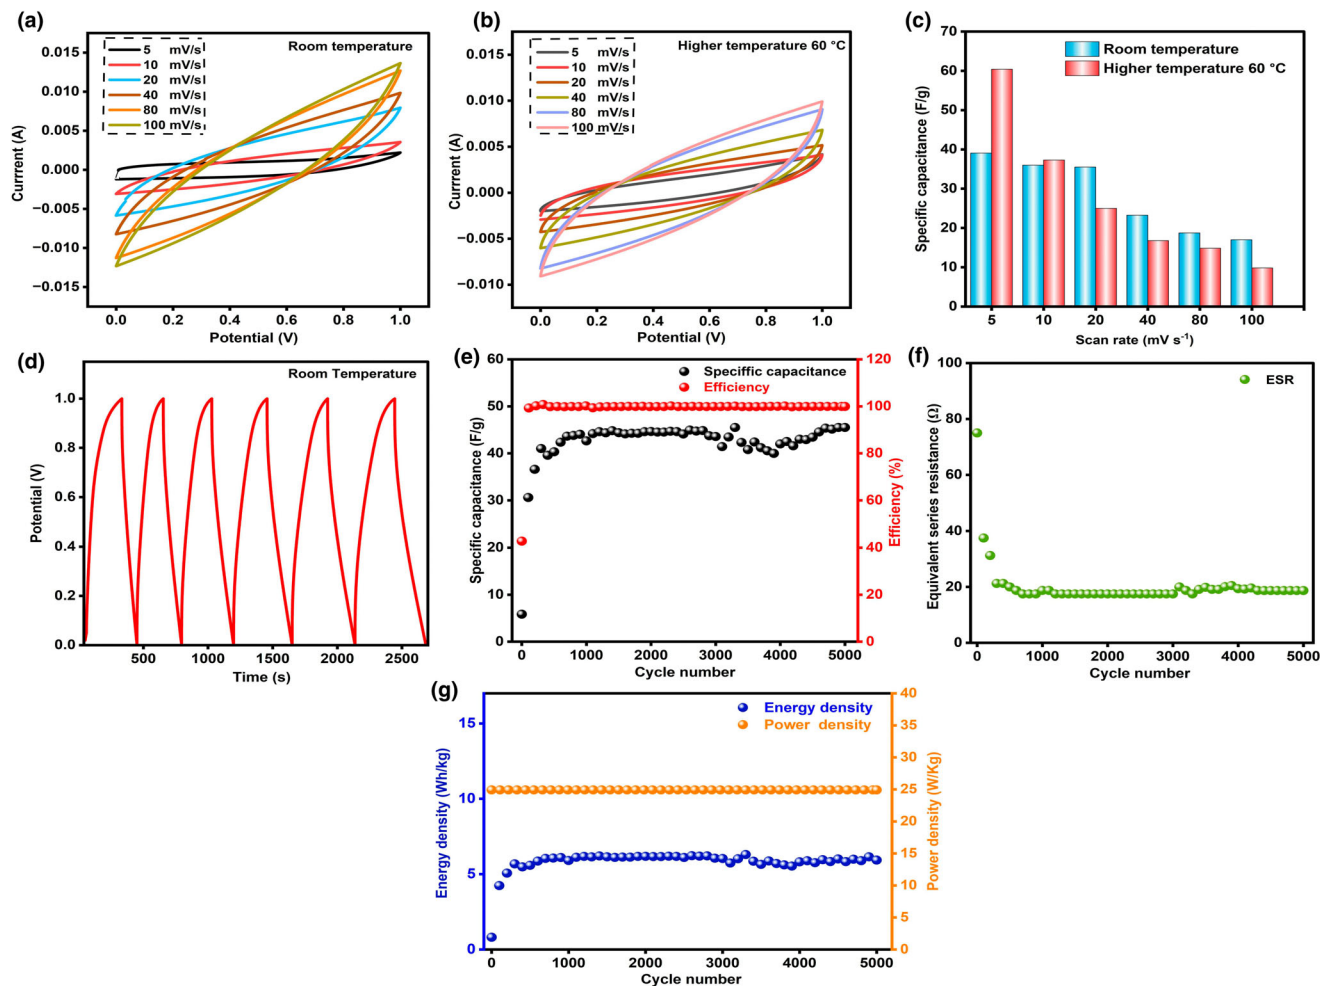 (a)
0.015
0.010
0.005
0.000
−0.005
−0.010
−0.015
Currrent (A)
5 mV/s
10 mV/s
20 mV/s
40 mV/s
80 mV/s
100 mV/s
Room temperature
0.0 0.2 0.4 0.6 0.8 1.0
Potential (V)
(b)
0.015
0.010
0.005
0.000
−0.005
−0.010
Currrent (A)
5 mV/s
10 mV/s
20 mV/s
40 mV/s
80 mV/s
100 mV/s
Higher temperature 60 °C
0.0 0.2 0.4 0.6 0.8 1.0
Potential (V)
(c)
70
60
50
40
30
20
10
0
Specific capacitance (F/g)
Room temperature
Higher temperature 60 °C
5 10 20 40 80 100
Scan rate (mV s⁻¹)
(d)
1.0
0.8
0.6
0.4
0.2
0.0
Potential (V)
Room Temperature
500 1000 1500 2000 2500
Time (s)
(e)
60
50
40
30
20
10
0
Specific capacitance (F/g)
Speciffic capacitance
Efficiency
120
100
80
60
40
20
0
Efficiency (%)
0 1000 2000 3000 4000 5000
Cycle number
(f)
100
80
60
40
20
0
Equivalent series resistance (Ω)
ESR
0 1000 2000 3000 4000 5000
Cycle number
(g)
15
10
5
0
Energy density (Wh/kg)
Energy density
Power density
40
35
30
25
20
15
10
5
0
Power density (W/Kg)
0 1000 2000 3000 4000 5000
Cycle number